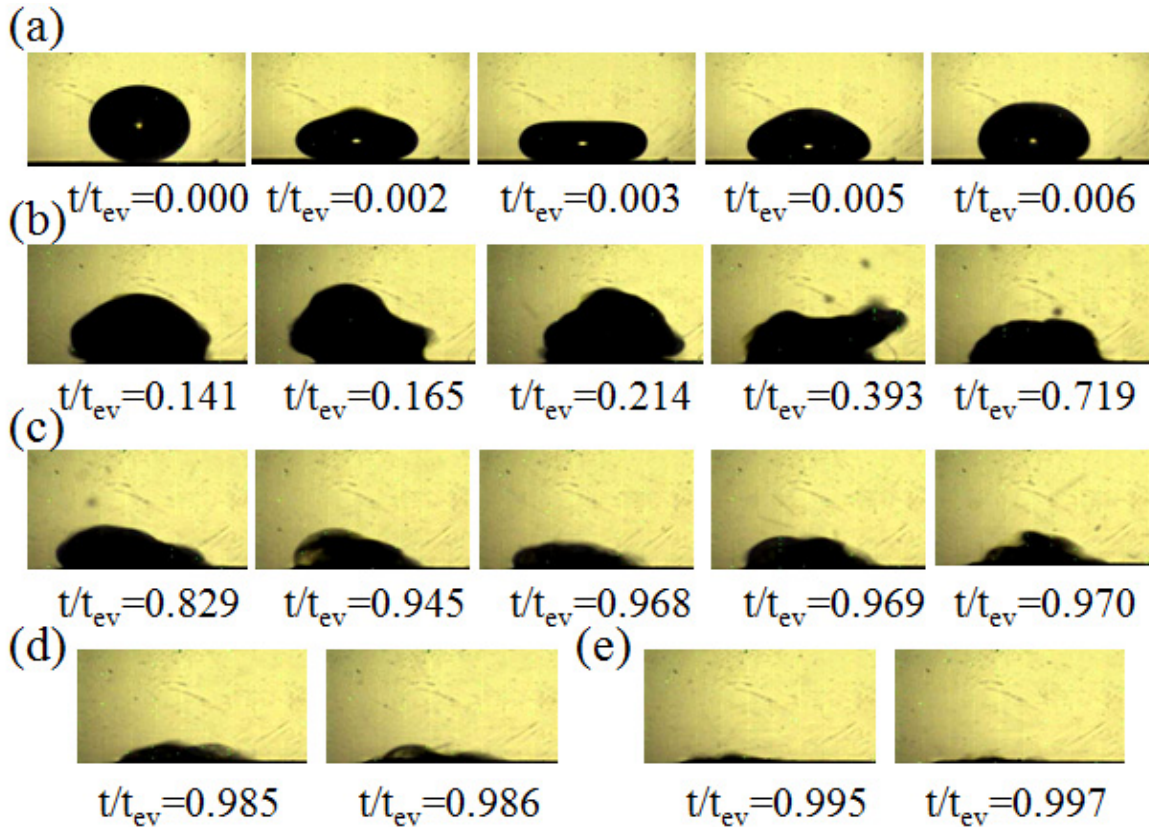 (a)
t/tev=0.000 t/tev=0.002 t/tev=0.003 t/tev=0.005 t/tev=0.006
(b)
t/tev=0.141 t/tev=0.165 t/tev=0.214 t/tev=0.393 t/tev=0.719
(c)
t/tev=0.829 t/tev=0.945 t/tev=0.968 t/tev=0.969 t/tev=0.970
(d) (e)
t/tev=0.985 t/tev=0.986 t/tev=0.995 t/tev=0.997